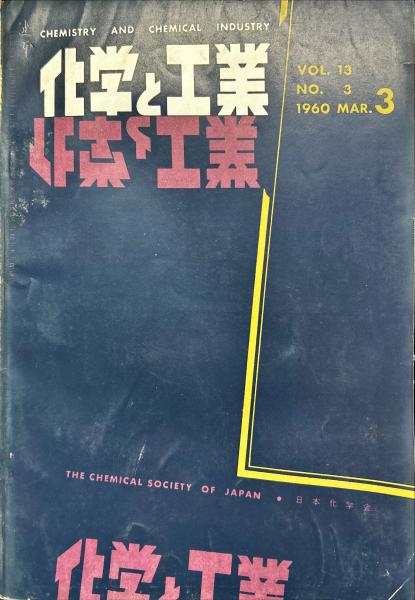 CHEMISTRY AND CHEMICAL INDUSTRY
化学と工業
VOL. 13
NO. 3
1960 MAR. 3
化学と工業
THE CHEMICAL SOCIETY OF JAPAN • 日本化学会
化学と工業